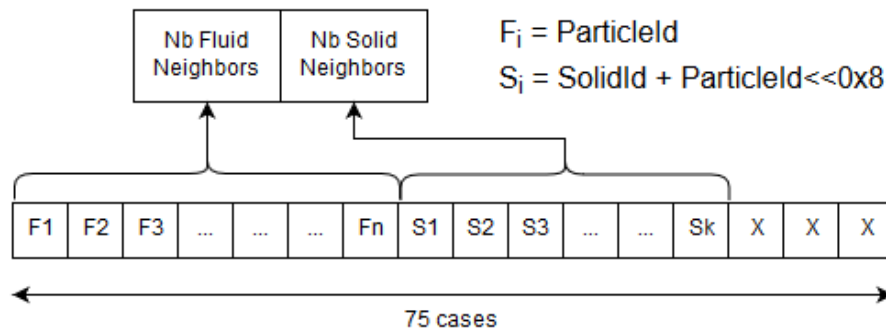 Nb Fluid Neighbors
Nb Solid Neighbors
Fi = ParticleId
Si = SolidId + ParticleId<<0x8
F1 F2 F3 ... ... ... Fn S1 S2 S3 ... ... Sk X X X
75 cases